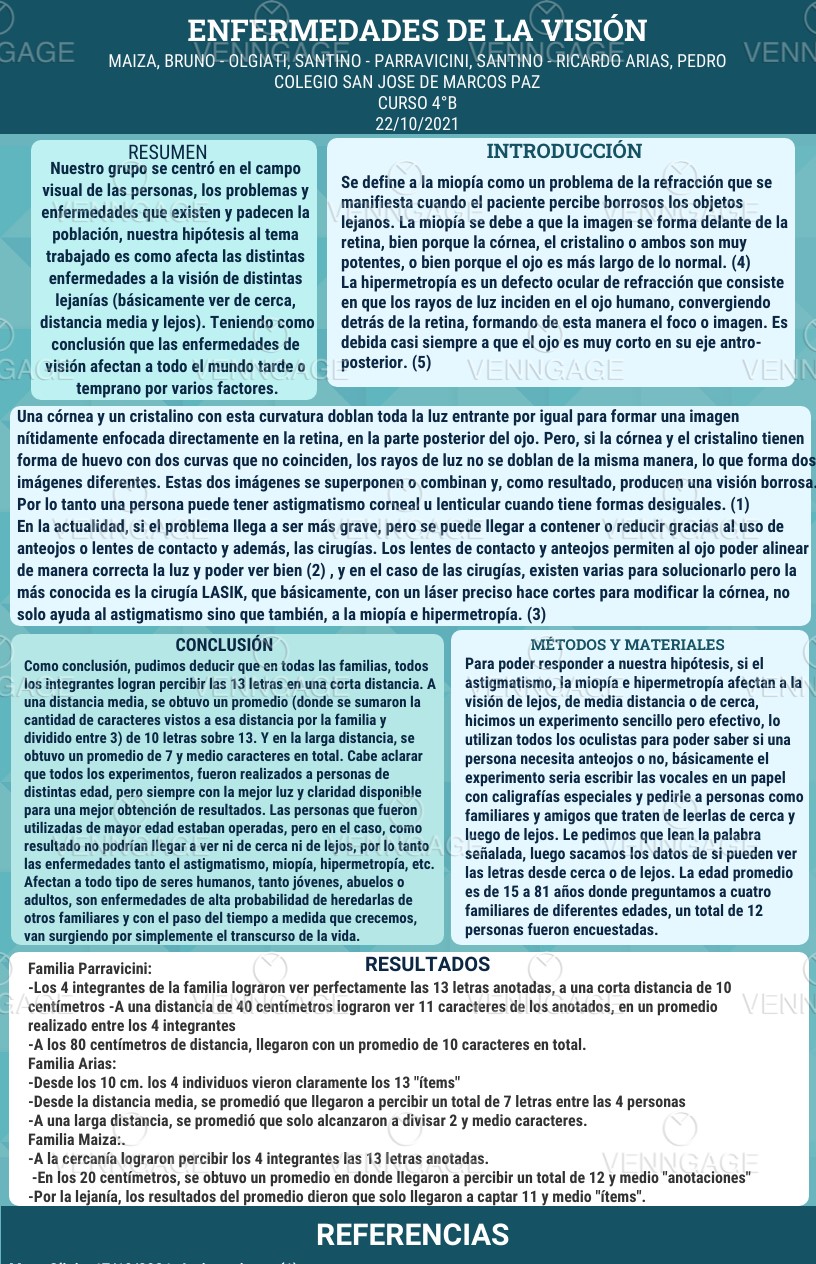 ENFERMEDADES DE LA VISIÓN
MAIZA, BRUNO - OLGIATI, SANTINO - PARRAVICINI, SANTINO - RICARDO ARIAS, PEDRO
COLEGIO SAN JOSE DE MARCOS PAZ
CURSO 4°B
22/10/2021
RESUMEN
Nuestro grupo se centró en el campo
visual de las personas, los problemas y
enfermedades que existen y padecen la
población, nuestra hipótesis al tema
trabajado es como afecta las distintas
enfermedades a la visión de distintas
lejanías (básicamente ver de cerca,
distancia media y lejos). Teniendo como
conclusión que las enfermedades de
visión afectan a todo el mundo tarde o
temprano por varios factores.
INTRODUCCIÓN
Se define a la miopía como un problema de la refracción que se
manifiesta cuando el paciente percibe borrosos los objetos
lejanos. La miopía se debe a que la imagen se forma delante de la
retina, bien porque la córnea, el cristalino o ambos son muy
potentes, o bien porque el ojo es más largo de lo normal. (4)
La hipermetropía es un defecto ocular de refracción que consiste
en que los rayos de luz inciden en el ojo humano, convergiendo
detrás de la retina, formando de esta manera el foco o imagen. Es
debida casi siempre a que el ojo es muy corto en su eje antro-
posterior. (5)
Una córnea y un cristalino con esta curvatura doblan toda la luz entrante por igual para formar una imagen
nítidamente enfocada directamente en la retina, en la parte posterior del ojo. Pero, si la córnea y el cristalino tienen
forma de huevo con dos curvas que no coinciden, los rayos de luz no se doblan de la misma manera, lo que forma dos
imágenes diferentes. Estas dos imágenes se superponen o combinan y, como resultado, producen una visión borrosa.
Por lo tanto una persona puede tener astigmatismo corneal u lenticular cuando tiene formas desiguales. (1)
En la actualidad, si el problema llega a ser más grave, pero se puede llegar a contener o reducir gracias al uso de
anteojos o lentes de contacto y además, las cirugías. Los lentes de contacto y anteojos permiten al ojo poder alinear
de manera correcta la luz y poder ver bien (2) , y en el caso de las cirugías, existen varias para solucionarlo pero la
más conocida es la cirugía LASIK, que básicamente, con un láser preciso hace cortes para modificar la córnea, no
solo ayuda al astigmatismo sino que también, a la miopía e hipermetropía. (3)
CONCLUSIÓN
Como conclusión, pudimos deducir que en todas las familias, todos
los integrantes logran percibir las 13 letras en una corta distancia. A
una distancia media, se obtuvo un promedio (donde se sumaron la
cantidad de caracteres vistos a esa distancia por la familia y
dividido entre 3) de 10 letras sobre 13. Y en la larga distancia, se
obtuvo un promedio de 7 y medio caracteres en total. Cabe aclarar
que todos los experimentos, fueron realizados a personas de
distintas edad, pero siempre con la mejor luz y claridad disponible
para una mejor obtención de resultados. Las personas que fueron
utilizadas de mayor edad estaban operadas, pero en el caso, como
resultado no podrían llegar a ver ni de cerca ni de lejos, por lo tanto
las enfermedades tanto el astigmatismo, miopía, hipermetropía, etc.
Afectan a todo tipo de seres humanos, tanto jóvenes, abuelos o
adultos, son enfermedades de alta probabilidad de heredarlas de
otros familiares y con el paso del tiempo a medida que crecemos,
van surgiendo por simplemente el transcurso de la vida.
MÉTODOS Y MATERIALES
Para poder responder a nuestra hipótesis, si el
astigmatismo, la miopía e hipermetropía afectan a la
visión de lejos, de media distancia o de cerca,
hicimos un experimento sencillo pero efectivo, lo
utilizan todos los oculistas para poder saber si una
persona necesita anteojos o no, básicamente el
experimento seria escribir las vocales en un papel
con caligrafías especiales y pedirle a personas como
familiares y amigos que traten de leerlas de cerca y
luego de lejos. Le pedimos que lean la palabra
señalada, luego sacamos los datos de si pueden ver
las letras desde cerca o de lejos. La edad promedio
es de 15 a 81 años donde preguntamos a cuatro
familiares de diferentes edades, un total de 12
personas fueron encuestadas.
RESULTADOS
Familia Parravicini:
-Los 4 integrantes de la familia lograron ver perfectamente las 13 letras anotadas, a una corta distancia de 10
centímetros -A una distancia de 40 centímetros lograron ver 11 caracteres de los anotados, en un promedio
realizado entre los 4 integrantes
-A los 80 centímetros de distancia, llegaron con un promedio de 10 caracteres en total.
Familia Arias:
-Desde los 10 cm. los 4 individuos vieron claramente los 13 "ítems"
-Desde la distancia media, se promedió que llegaron a percibir un total de 7 letras entre las 4 personas
-A una larga distancia, se promedió que solo alcanzaron a divisar 2 y medio caracteres.
Familia Maiza:.
-A la cercanía lograron percibir los 4 integrantes las 13 letras anotadas.
-En los 20 centímetros, se obtuvo un promedio en donde llegaron a percibir un total de 12 y medio "anotaciones"
-Por la lejanía, los resultados del promedio dieron que solo llegaron a captar 11 y medio "ítems".
REFERENCIAS